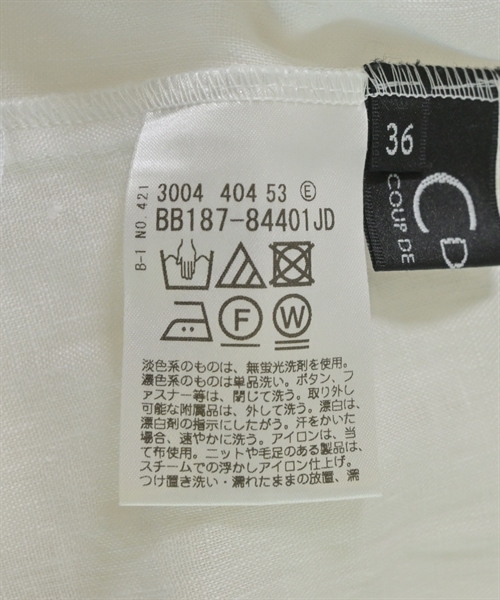 36
CD
COUP DE
B-1 NO.421
3004 404 53 Ⓔ
BB187-84401JD
F W
淡色系のものは、無蛍光洗剤を使用。
濃色系のものは単品洗い。ボタン、フ
ァスナー等は、閉じて洗う。取り外し
可能な附属品は、外して洗う。漂白は、
漂白剤の指示にしたがう。汗をかいた
場合、速やかに洗う。アイロンは、当
て布使用。ニットや毛足のある製品は、
スチームでの浮かしアイロン仕上げ。
つけ置き洗い・濡れたままの放置、濡